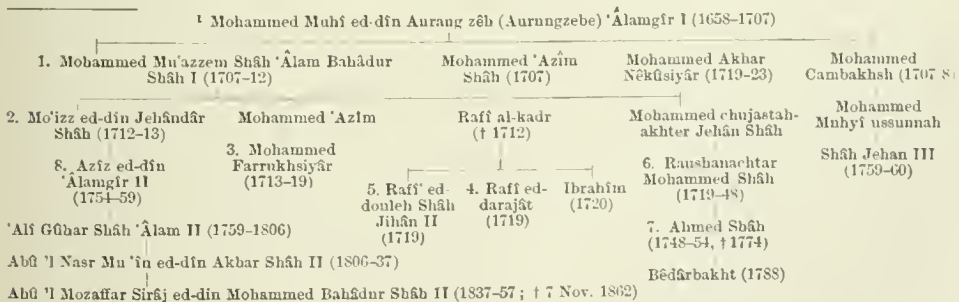 ¹ Mohammed Muhî ed-dîn Aurang zêb (Aurungzebe) 'Âlamgîr I (1658–1707)
1. Mohammed Mu'azzem Shâh 'Âlam Bahâdur Shâh I (1707–12)
Mohammed 'Azîm Shâh (1707)
Mohammed Akbar Nêkûsiyâr (1719–23)
Mohammed Cambakhsh (1707 8)
2. Mo'izz ed-dîn Jehândâr Shâh (1712–13)
Mohammed 'Azîm
Rafî al-kadr († 1712)
Mohammed chujastah-akhter Jehân Shâh
Mohammed Muhyî ussunnah
8. Azîz ed-dîn 'Âlamgîr II (1754–59)
3. Mohammed Farrukhsiyâr (1713–19)
5. Rafî' ed-douleh Shâh Jihân II (1719)
4. Rafî ed-darajât (1719)
Ibrahîm (1720)
6. Raushanachtar Mohammed Shâh (1719–48)
Shâh Jehan III (1759–60)
7. Ahmed Shâh (1748–54, † 1774)
'Alî Gûhar Shâh 'Âlam II (1759–1806)
Abû 'l Nasr Mu'în ed-dîn Akbar Shâh II (1806–37)
Bêdârbakht (1788)
Abû 'l Mozaffar Sirâj ed-din Mohammed Bahâdur Shâh II (1837–57 ; † 7 Nov. 1862)